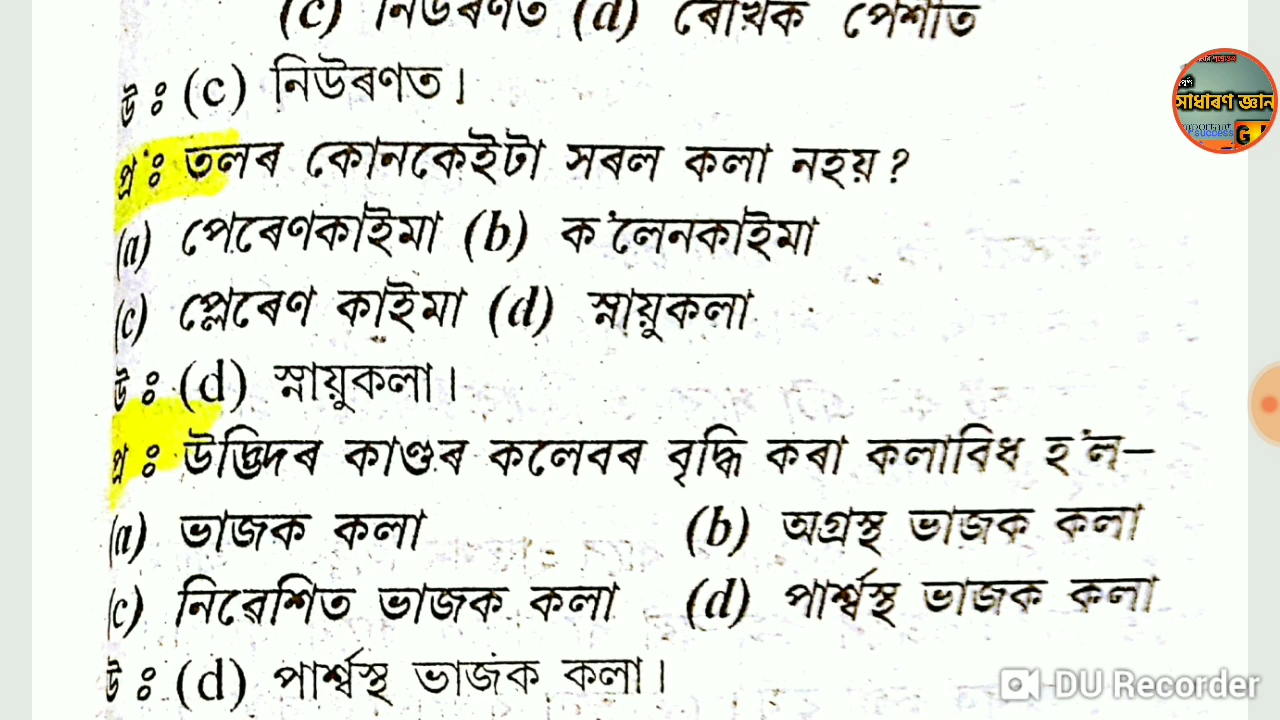 (c) নিউৰণত (d) ৰৈখিক পেশীত
উঃ (c) নিউৰণত।
প্ৰঃ তলৰ কোনকেইটা সৰল কলা নহয়?
(a) পেৰেণকাইমা (b) ক'লেনকাইমা
(c) প্লেৰেণ কাইমা (d) স্নায়ুকলা
উঃ (d) স্নায়ুকলা।
প্ৰঃ উদ্ভিদৰ কাণ্ডৰ কলেবৰ বৃদ্ধি কৰা কলাবিধ হ'ল–
(a) ভাজক কলা (b) অগ্ৰস্থ ভাজক কলা
(c) নিৱেশিত ভাজক কলা (d) পাৰ্শ্বস্থ ভাজক কলা
উঃ (d) পাৰ্শ্বস্থ ভাজক কলা।
সাধাৰণ জ্ঞান
DU Recorder